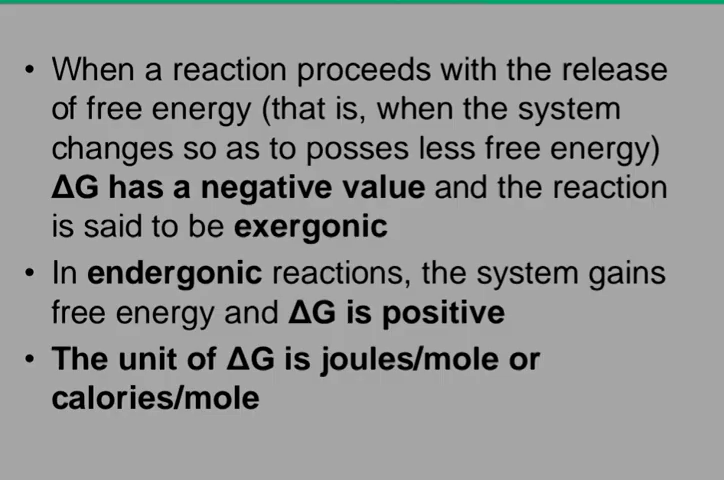 • When a reaction proceeds with the release
of free energy (that is, when the system
changes so as to posses less free energy)
ΔG has a negative value and the reaction
is said to be exergonic
• In endergonic reactions, the system gains
free energy and ΔG is positive
• The unit of ΔG is joules/mole or
calories/mole